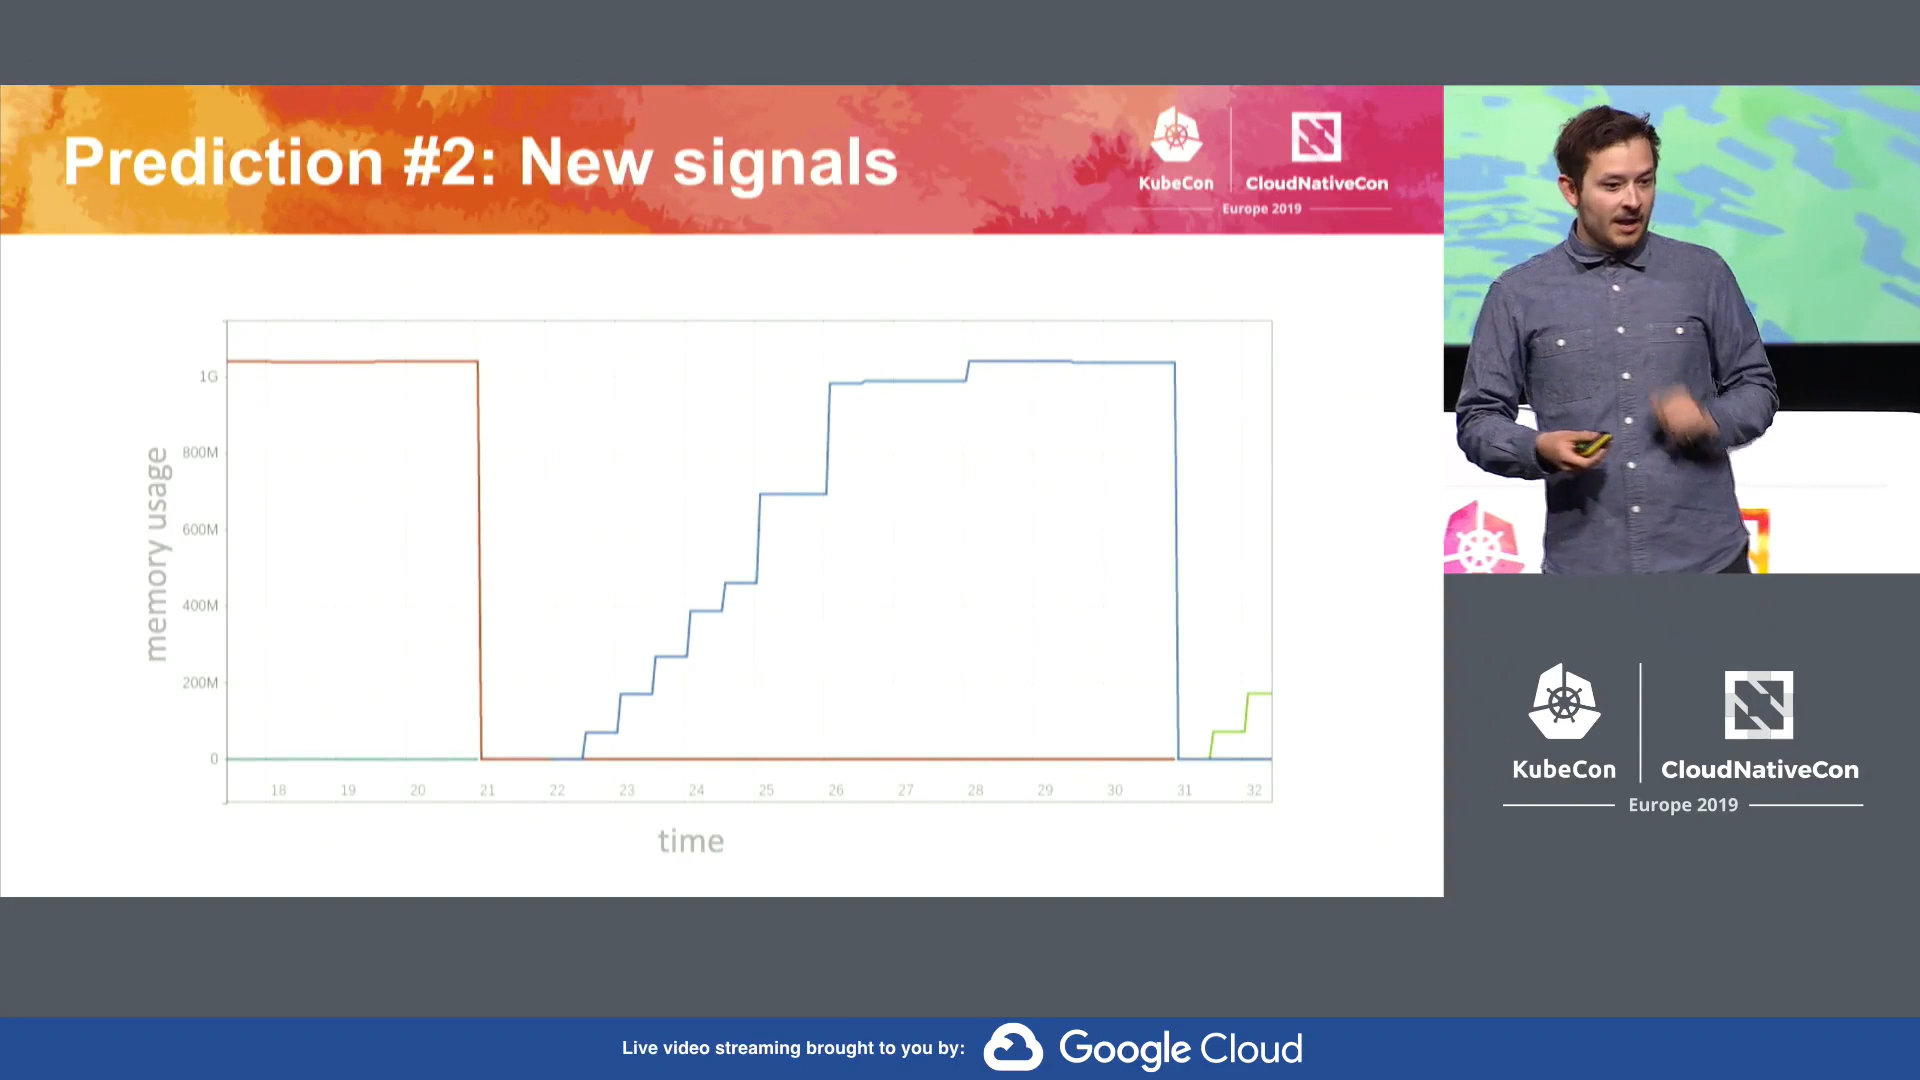 Prediction #2: New signals
KubeCon
CloudNativeCon
Europe 2019
memory usage
1G
800M
600M
400M
200M
0
18 19 20 21 22 23 24 25 26 27 28 29 30 31 32
time
KubeCon
CloudNativeCon
Europe 2019
Live video streaming brought to you by:
Google Cloud